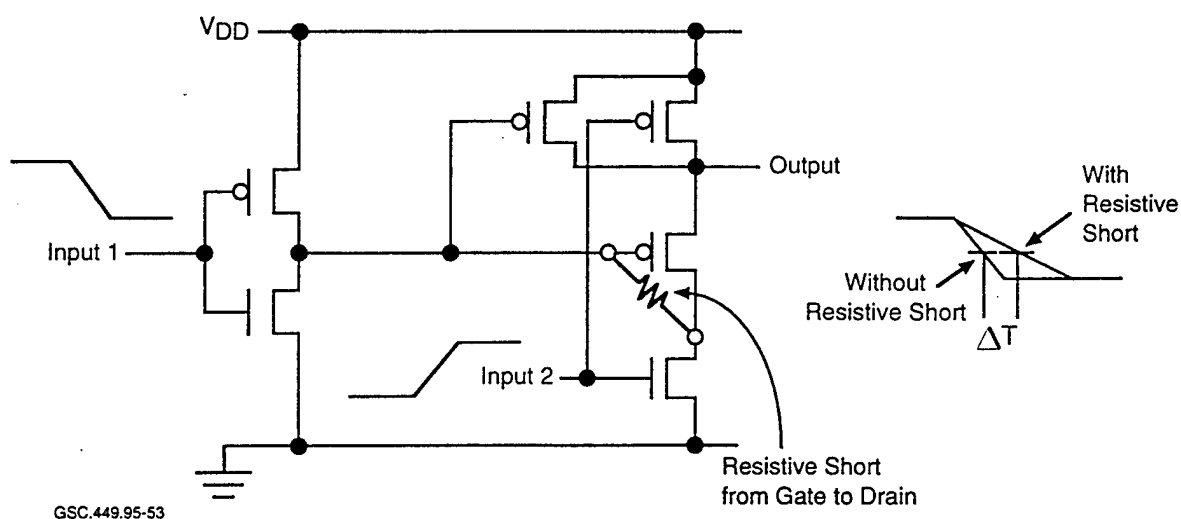 VDD
Output
Input 1
Input 2
Resistive Short
from Gate to Drain
With
Resistive
Short
Without
Resistive Short
ΔT
GSC.449.95-53